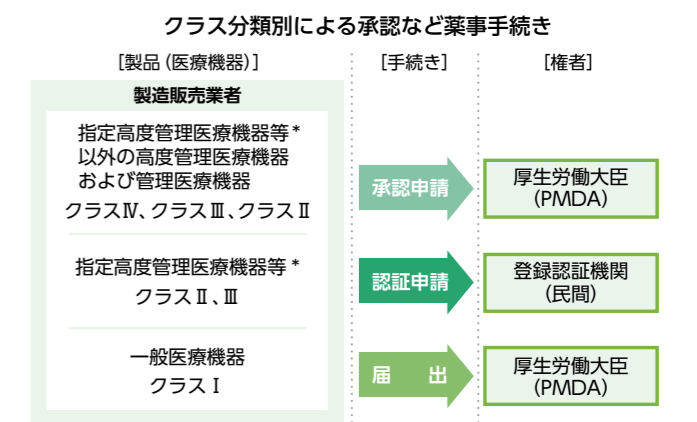 クラス分類別による承認など薬事手続き
[製品(医療機器)]
[手続き]
[権者]
製造販売業者
指定高度管理医療機器等*
以外の高度管理医療機器
および管理医療機器
クラスⅣ、クラスⅢ、クラスⅡ
承認申請
厚生労働大臣
(PMDA)
指定高度管理医療機器等*
クラスⅡ、Ⅲ
認証申請
登録認証機関
(民間)
一般医療機器
クラスⅠ
届 出
厚生労働大臣
(PMDA)